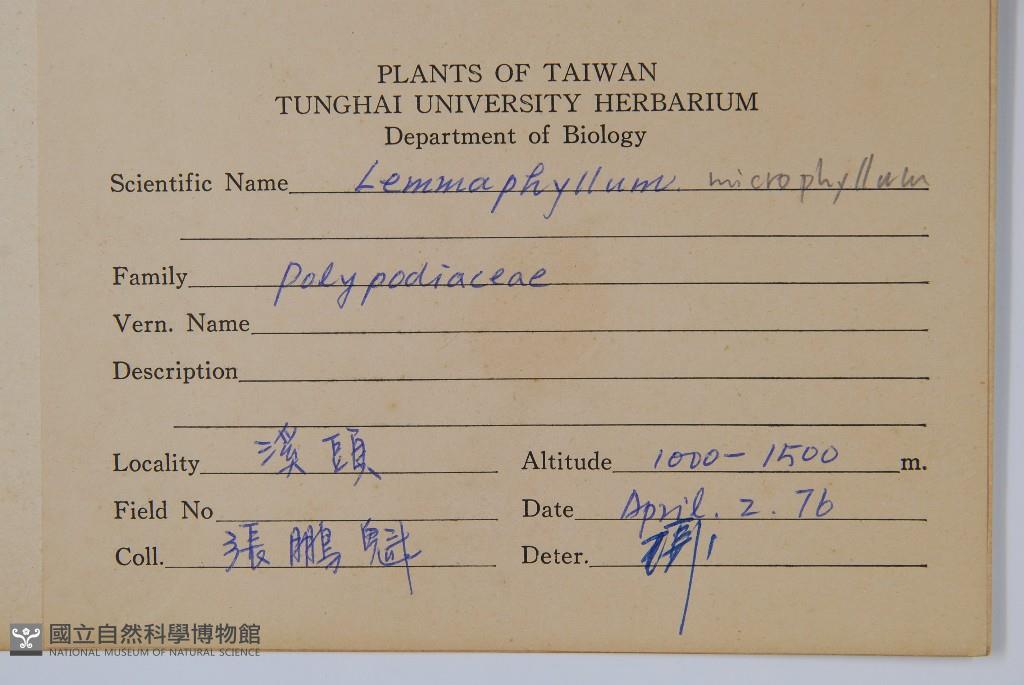 PLANTS OF TAIWAN
TUNGHAI UNIVERSITY HERBARIUM
Department of Biology
Scientific Name Lemmaphyllum. microphyllum
Family Polypodiaceae
Vern. Name
Description
Locality 溪頭 Altitude 1000-1500 m.
Field No Date April. 2. 76
Coll. 張鵬魁 Deter.
國立自然科學博物館
NATIONAL MUSEUM OF NATURAL SCIENCE